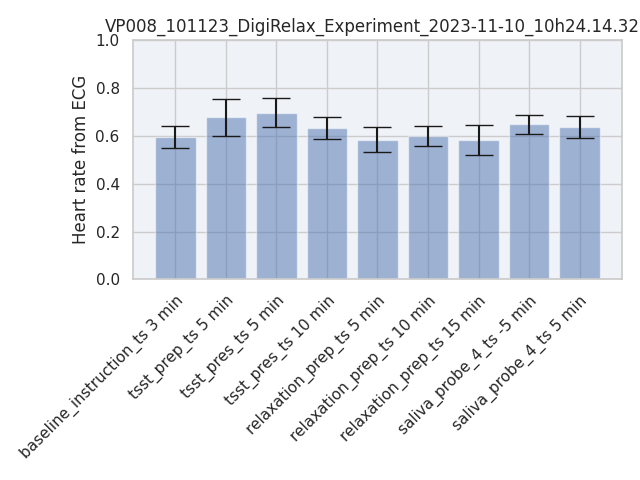 VP008_101123_DigiRelax_Experiment_2023-11-10_10h24.14.32
Heart rate from ECG
1.0
0.8
0.6
0.4
0.2
0.0
baseline_instruction_ts 3 min
tsst_prep_ts 5 min
tsst_pres_ts 5 min
tsst_pres_ts 10 min
relaxation_prep_ts 5 min
relaxation_prep_ts 10 min
relaxation_prep_ts 15 min
saliva_probe_4_ts -5 min
saliva_probe_4_ts 5 min